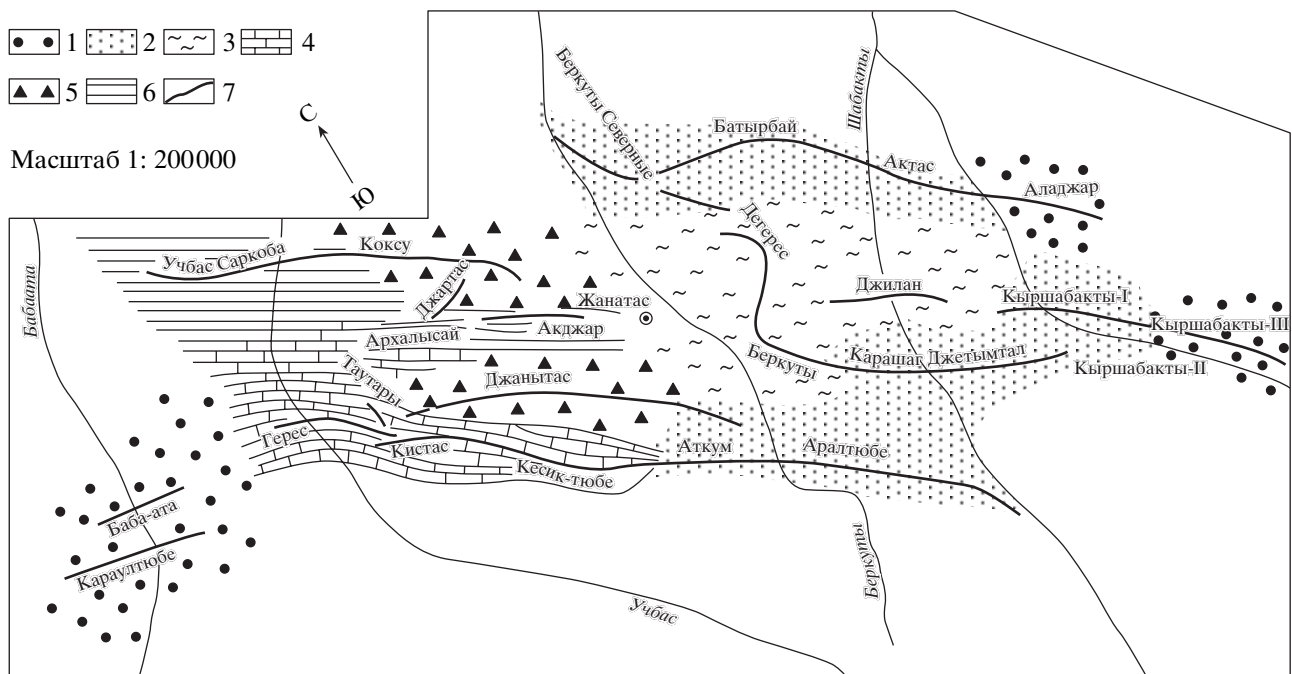 1 2 3 4
5 6 7
Масштаб 1: 200000
С
Ю
Беркуты Северные
Шабакты
Батырбай
Актас
Аладжар
Дегерес
Бабаата
Учбас Саркоба
Коксу
Джартас
Жанатас
Джилан
Кыршабакты-I
Кыршабакты-III
Акджар
Архалысай
Беркуты
Карашат Джетымтал
Кыршабакты-II
Таутары
Джанытас
Герес
Кистас
Кесик-тюбе
Аткум
Аралтюбе
Баба-ата
Караултюбе
Беркуты
Учбас